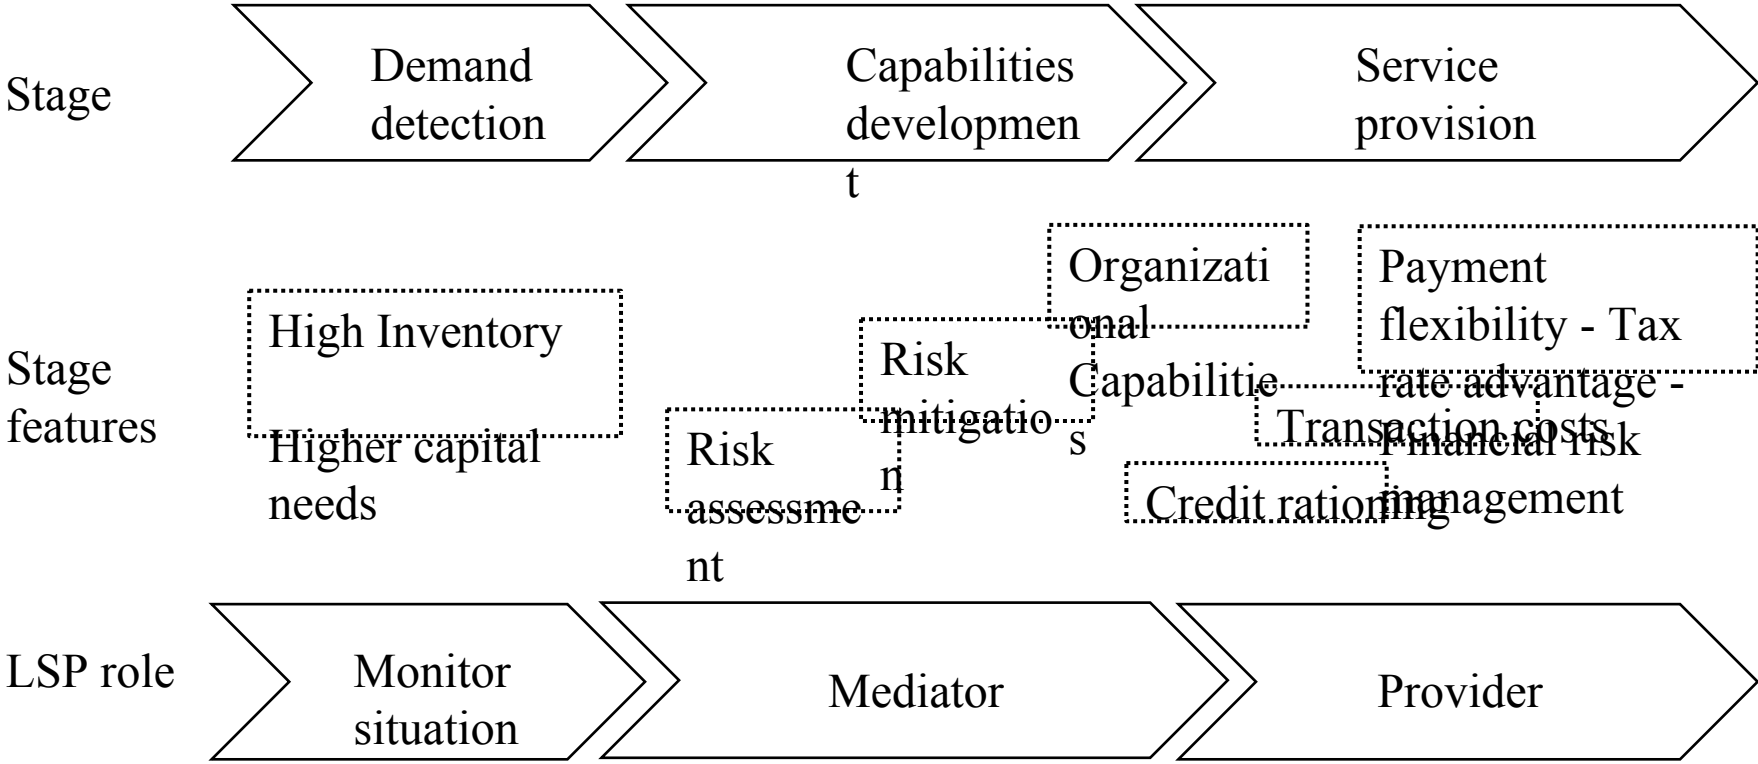 Stage
Demand
detection
Capabilities
developmen
t
Service
provision
Stage
features
High Inventory
Higher capital
needs
Risk
assessme
nt
Risk
mitigatio
n
Organizati
onal
Capabilitie
s
Payment
flexibility - Tax
rate advantage -
Financial risk
management
Transaction costs
Credit rationing
LSP role
Monitor
situation
Mediator
Provider